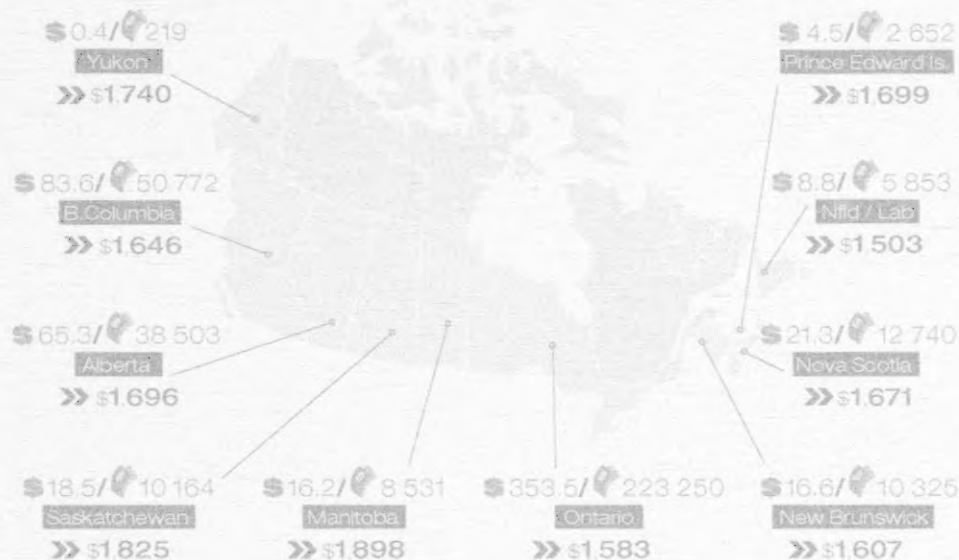 $ 0.4/ 219
Yukon
>> $1.740
$ 4.5/ 2 652
Prince Edward Is.
>> $1.699
$ 83.6/ 50 772
B.Columbia
>> $1.646
$ 8.8/ 5 853
Nfld / Lab
>> $1.503
$ 65.3/ 38 503
Alberta
>> $1.696
$ 21.3/ 12 740
Nova Scotia
>> $1.671
$ 18.5/ 10 164
Saskatchewan
>> $1.825
$ 16.2/ 8 531
Manitoba
>> $1.898
$ 353.5/ 223 250
Ontario
>> $1.583
$ 16.6/ 10 325
New Brunswick
>> $1.607